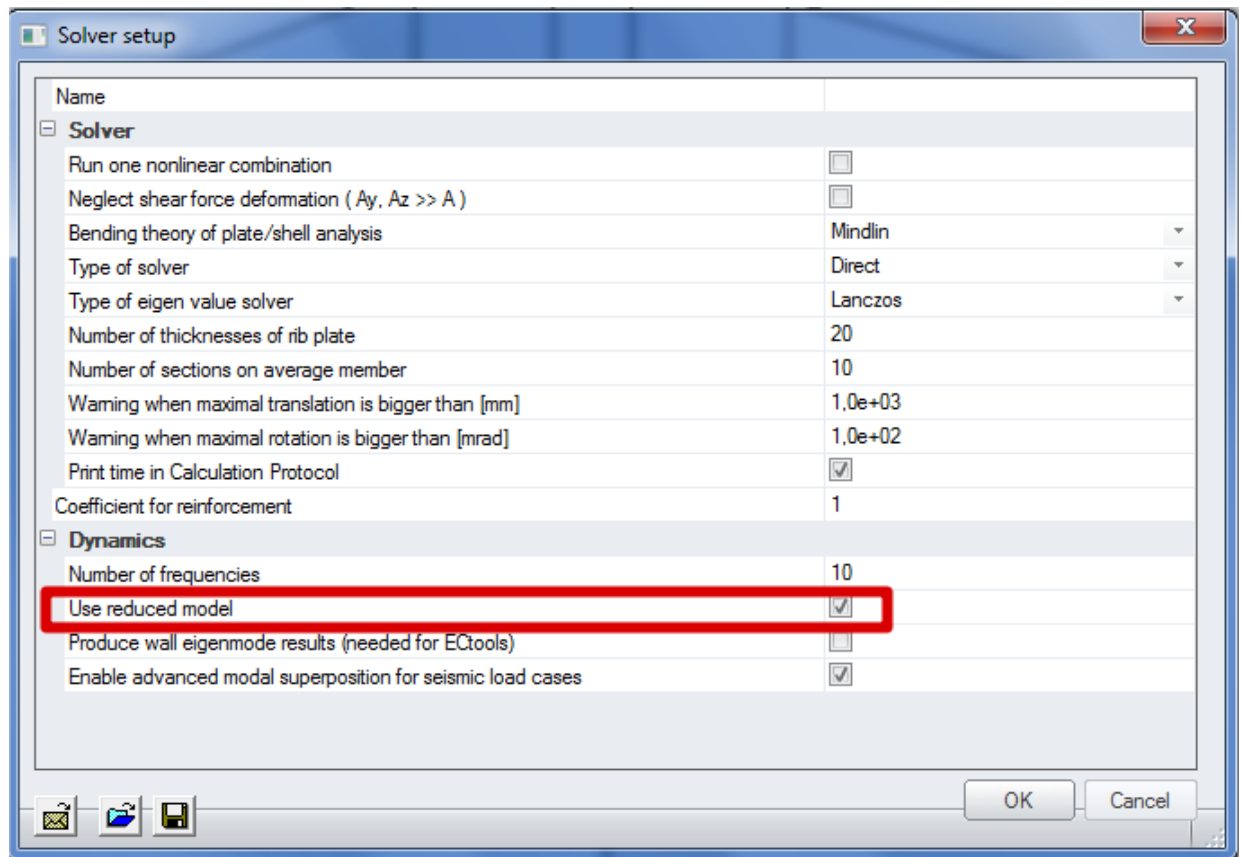 Solver setup
Name
Solver
Run one nonlinear combination
Neglect shear force deformation ( Ay, Az >> A )
Bending theory of plate/shell analysis Mindlin
Type of solver Direct
Type of eigen value solver Lanczos
Number of thicknesses of rib plate 20
Number of sections on average member 10
Warning when maximal translation is bigger than [mm] 1,0e+03
Warning when maximal rotation is bigger than [mrad] 1,0e+02
Print time in Calculation Protocol
Coefficient for reinforcement 1
Dynamics
Number of frequencies 10
Use reduced model
Produce wall eigenmode results (needed for ECtools)
Enable advanced modal superposition for seismic load cases
OK Cancel